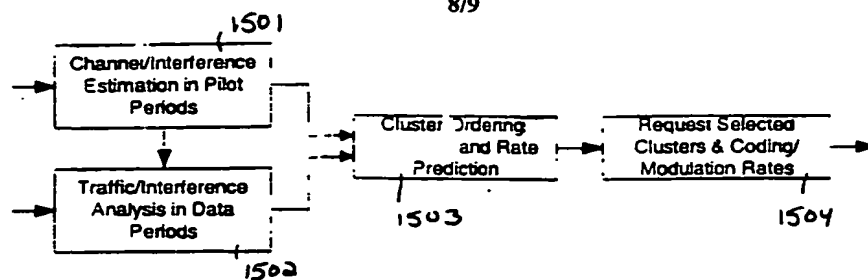 8/9
1501
Channel/Interference
Estimation in Pilot
Periods
Traffic/Interference
Analysis in Data
Periods
1502
Cluster Ordering
and Rate
Prediction
1503
Request Selected
Clusters & Coding/
Modulation Rates
1504